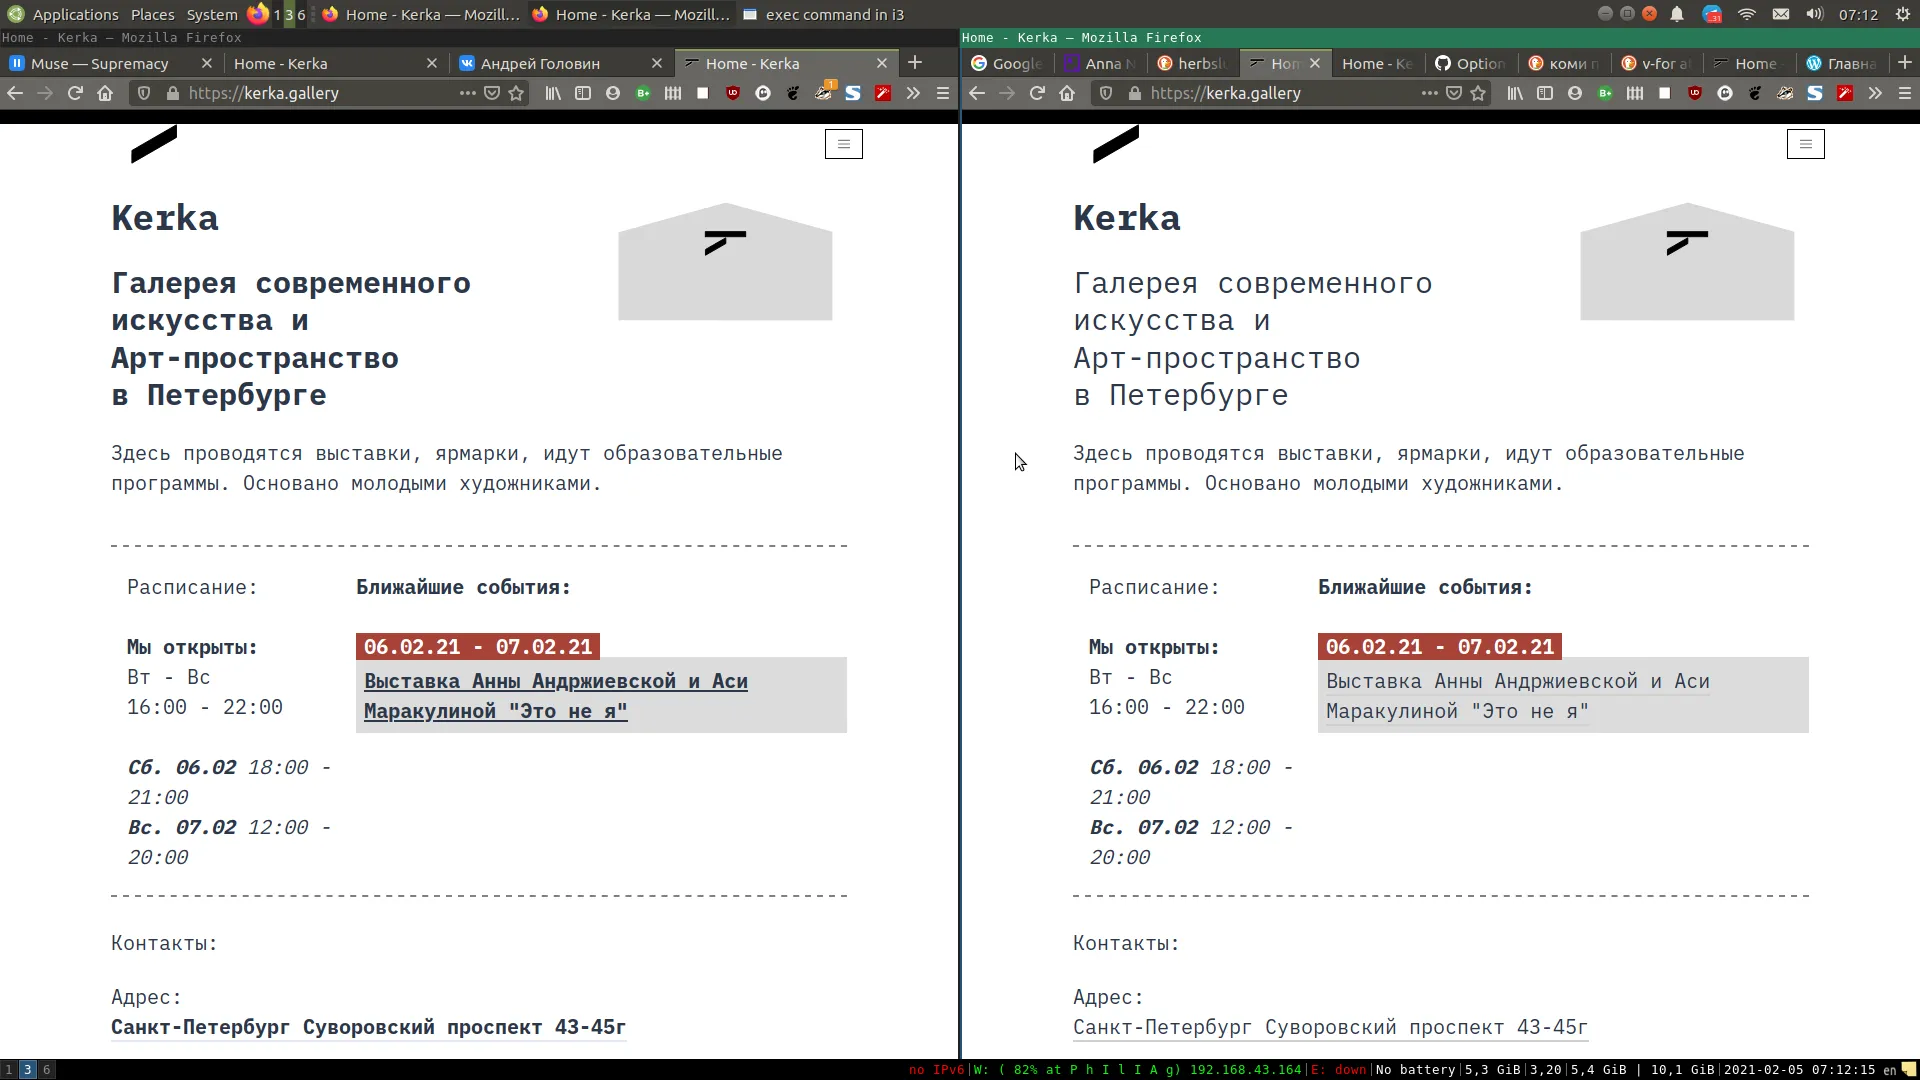 Applications Places System 1 3 6 Home - Kerka — Mozill... Home - Kerka — Mozill... exec command in i3 31 07:12
Home - Kerka — Mozilla Firefox
Muse — Supremacy Home - Kerka Андрей Головин Home - Kerka
https://kerka.gallery
Kerka
Галерея современного
искусства и
Арт-пространство
в Петербурге
Здесь проводятся выставки, ярмарки, идут образовательные
программы. Основано молодыми художниками.
Расписание:
Мы открыты:
Вт - Вс
16:00 - 22:00
Сб. 06.02 18:00 -
21:00
Вс. 07.02 12:00 -
20:00
Ближайшие события:
06.02.21 - 07.02.21
Выставка Анны Андржиевской и Аси
Маракулиной "Это не я"
Контакты:
Адрес:
Санкт-Петербург Суворовский проспект 43-45г
Home - Kerka — Mozilla Firefox
Google Anna herbsl Hom Home - Ke Option коми v-for a Home Главна
https://kerka.gallery
Kerka
Галерея современного
искусства и
Арт-пространство
в Петербурге
Здесь проводятся выставки, ярмарки, идут образовательные
программы. Основано молодыми художниками.
Расписание:
Мы открыты:
Вт - Вс
16:00 - 22:00
Сб. 06.02 18:00 -
21:00
Вс. 07.02 12:00 -
20:00
Ближайшие события:
06.02.21 - 07.02.21
Выставка Анны Андржиевской и Аси
Маракулиной "Это не я"
Контакты:
Адрес:
Санкт-Петербург Суворовский проспект 43-45г
1 3 6 no IPv6|W: ( 82% at P h I l I A g) 192.168.43.164|E: down|No battery|5,3 GiB|3,20|5,4 GiB | 10,1 GiB|2021-02-05 07:12:15 en